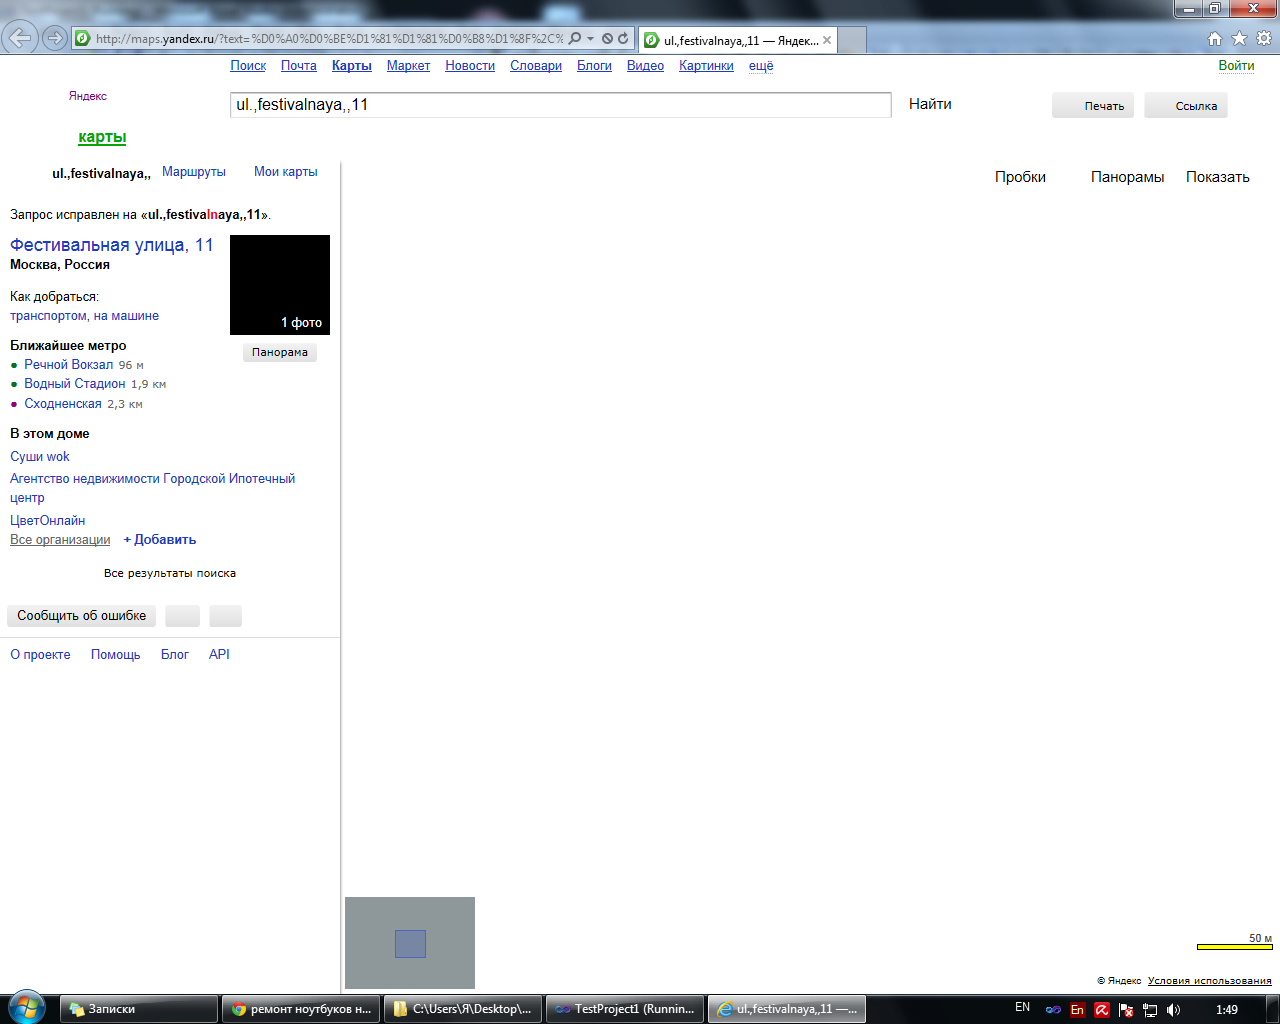 http://maps.yandex.ru/?text=%D0%A0%D0%BE%D1%81%D1%81%D0%B8%D1%8F%2C%
ul.,festivalnaya,,11 — Яндек...
Поиск Почта Карты Маркет Новости Словари Блоги Видео Картинки ещё Войти
Яндекс
карты
ul.,festivalnaya,,11 Найти Печать Ссылка
ul.,festivalnaya,, Маршруты Мои карты
Пробки Панорамы Показать
Запрос исправлен на «ul.,festivalnaya,,11».
Фестивальная улица, 11
Москва, Россия
Как добраться:
транспортом, на машине
1 фото
Панорама
Ближайшее метро
Речной Вокзал 96 м
Водный Стадион 1,9 км
Сходненская 2,3 км
В этом доме
Суши wok
Агентство недвижимости Городской Ипотечный
центр
ЦветОнлайн
Все организации + Добавить
Все результаты поиска
Сообщить об ошибке
О проекте Помощь Блог API
50 м
© Яндекс Условия использования
Записки ремонт ноутбуков н... C:\Users\Я\Desktop\... TestProject1 (Runnin... ul.,festivalnaya,,11 —... EN En 1:49